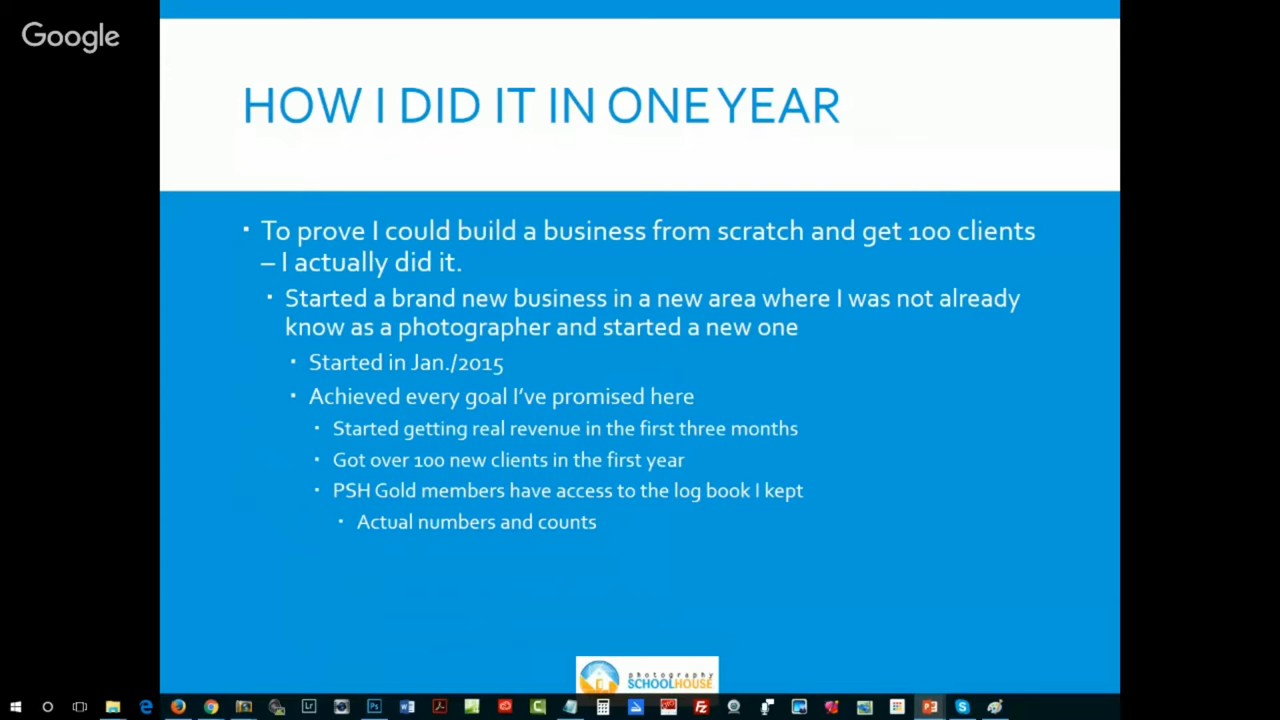 Google
HOW I DID IT IN ONE YEAR
▪ To prove I could build a business from scratch and get 100 clients
– I actually did it.
▪ Started a brand new business in a new area where I was not already
know as a photographer and started a new one
▪ Started in Jan./2015
▪ Achieved every goal I've promised here
▪ Started getting real revenue in the first three months
▪ Got over 100 new clients in the first year
▪ PSH Gold members have access to the log book I kept
▪ Actual numbers and counts
photography
SCHOOLHOUSE
Lr
Ps